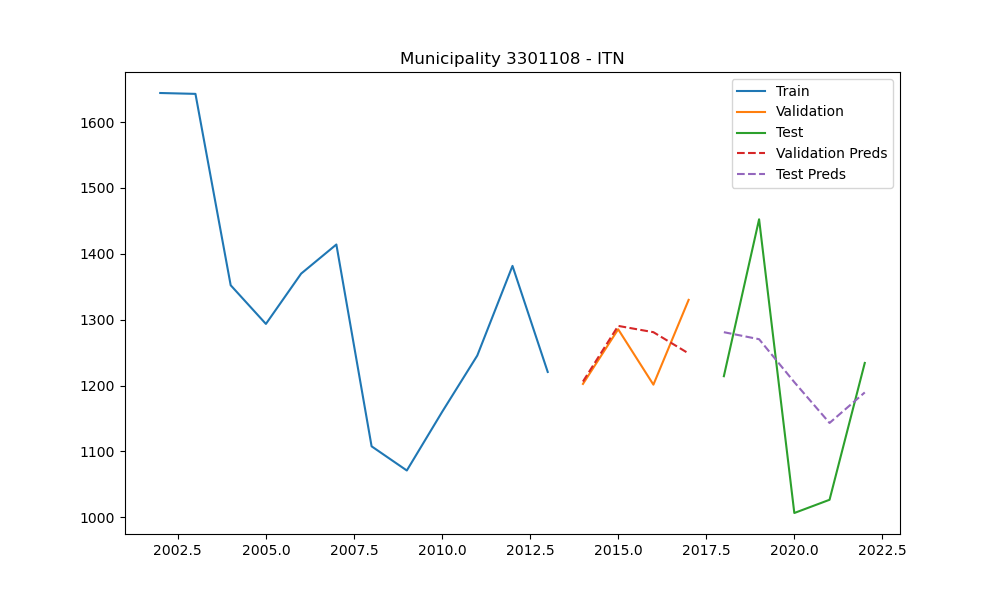 Municipality 3301108 - ITN
Train
Validation
Test
Validation Preds
Test Preds
1600
1500
1400
1300
1200
1100
1000
2002.5 2005.0 2007.5 2010.0 2012.5 2015.0 2017.5 2020.0 2022.5